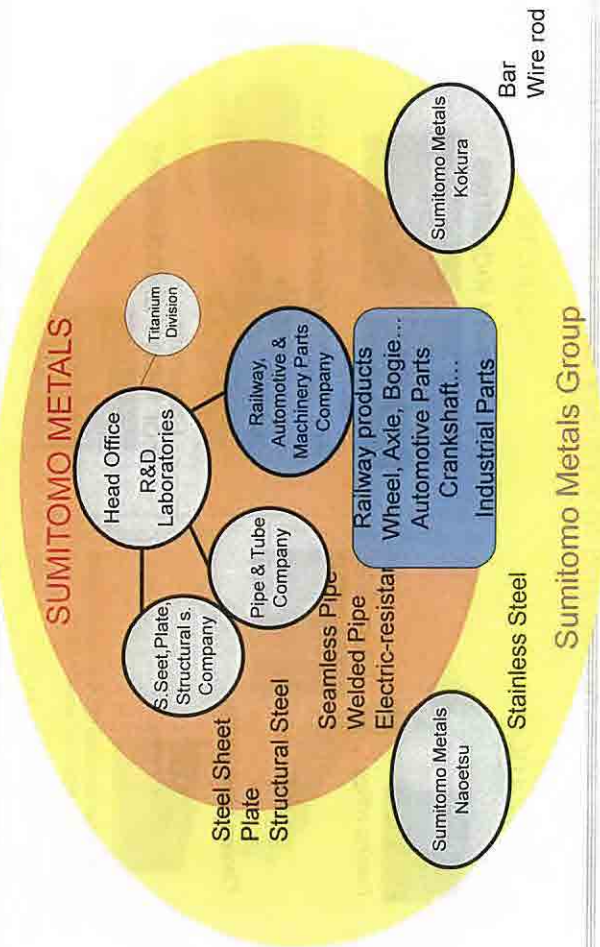 SUMITOMO METALS
Head Office
R&D
Laboratories
Titanium
Division
S.Seet,Plate,
Structural s.
Company
Pipe & Tube
Company
Railway,
Automotive &
Machinery Parts
Company
Steel Sheet
Plate
Structural Steel
Seamless Pipe
Welded Pipe
Electric-resistan
Railway products
Wheel, Axle, Bogie...
Automotive Parts
Crankshaft...
Industrial Parts
Sumitomo Metals
Naoetsu
Stainless Steel
Sumitomo Metals
Kokura
Bar
Wire rod
Sumitomo Metals Group